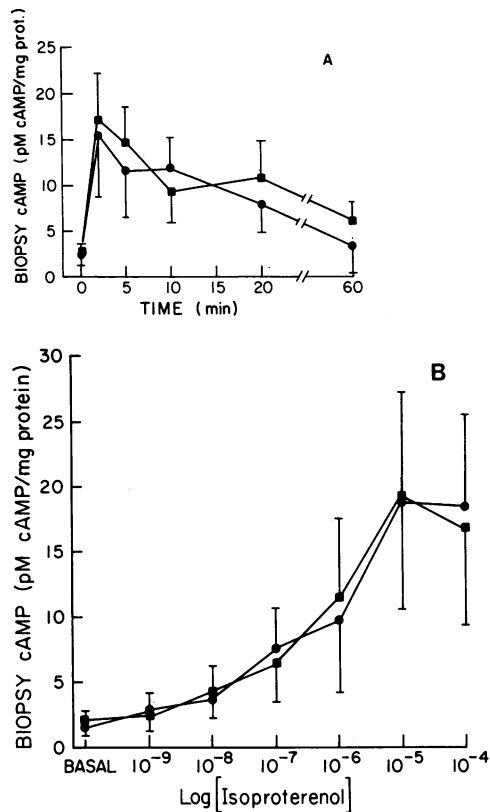 A
BIOPSY cAMP (pM cAMP/mg prot.)
25
20
15
10
5
0
0 5 10 20 60
TIME (min)
B
BIOPSY cAMP (pM cAMP/mg protein)
30
25
20
15
10
5
0
BASAL 10⁻⁹ 10⁻⁸ 10⁻⁷ 10⁻⁶ 10⁻⁵ 10⁻⁴
Log [Isoproterenol]